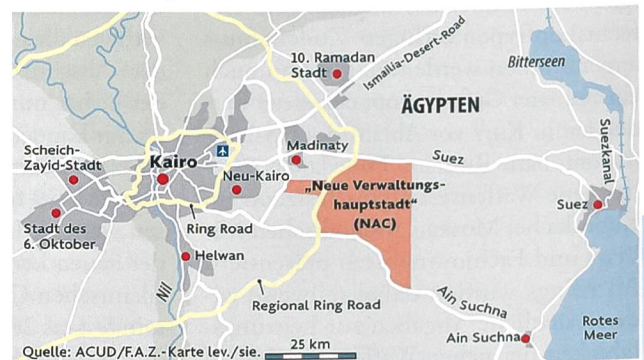 10. Ramadan
Stadt
Ismailia-Desert-Road
Bitterseen
ÄGYPTEN
Suezkanal
Scheich-
Zayid-Stadt
Kairo
Madinaty
Suez
Neu-Kairo
„Neue Verwaltungs-
hauptstadt“
(NAC)
Suez
Stadt des
6. Oktober
Ring Road
Helwan
Nil
Regional Ring Road
Ain Suchna
Ain Suchna
Rotes
Meer
Quelle: ACUD/F.A.Z.-Karte lev./sie.
25 km